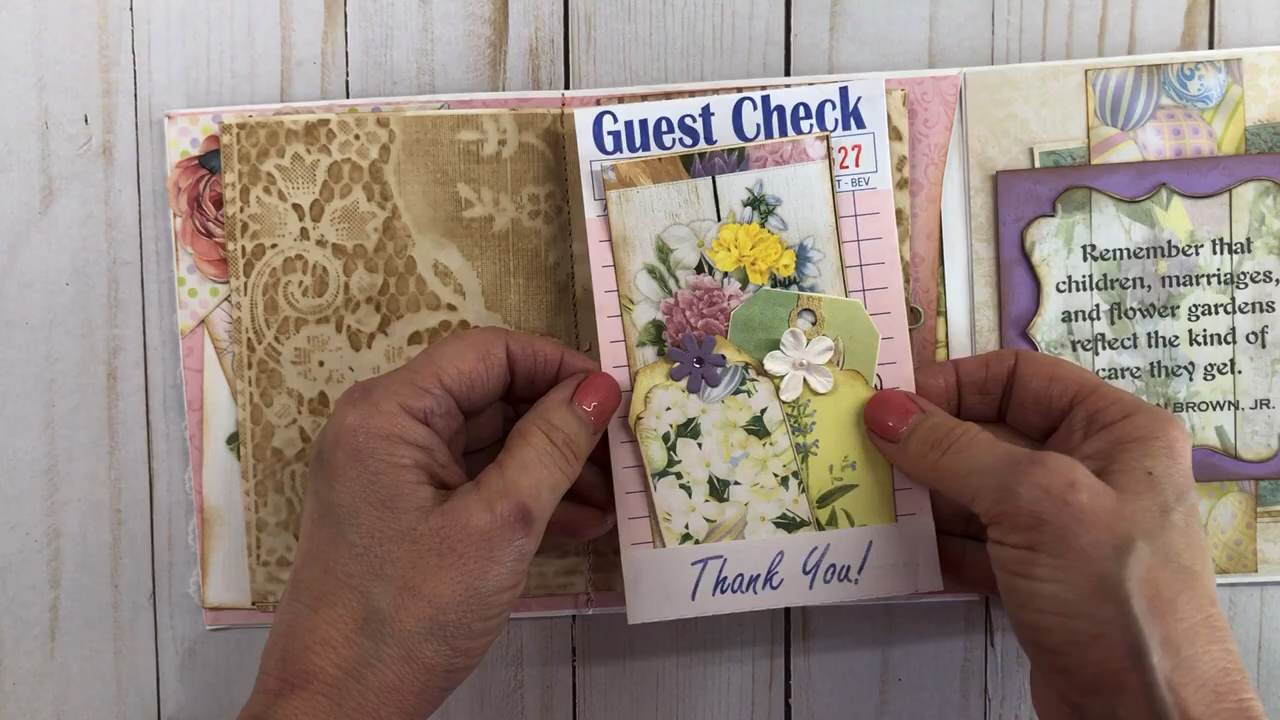 Guest Check
27
T - BEV
Thank You!
Remember that
children, marriages,
and flower gardens
reflect the kind of
care they get.
BROWN, JR.